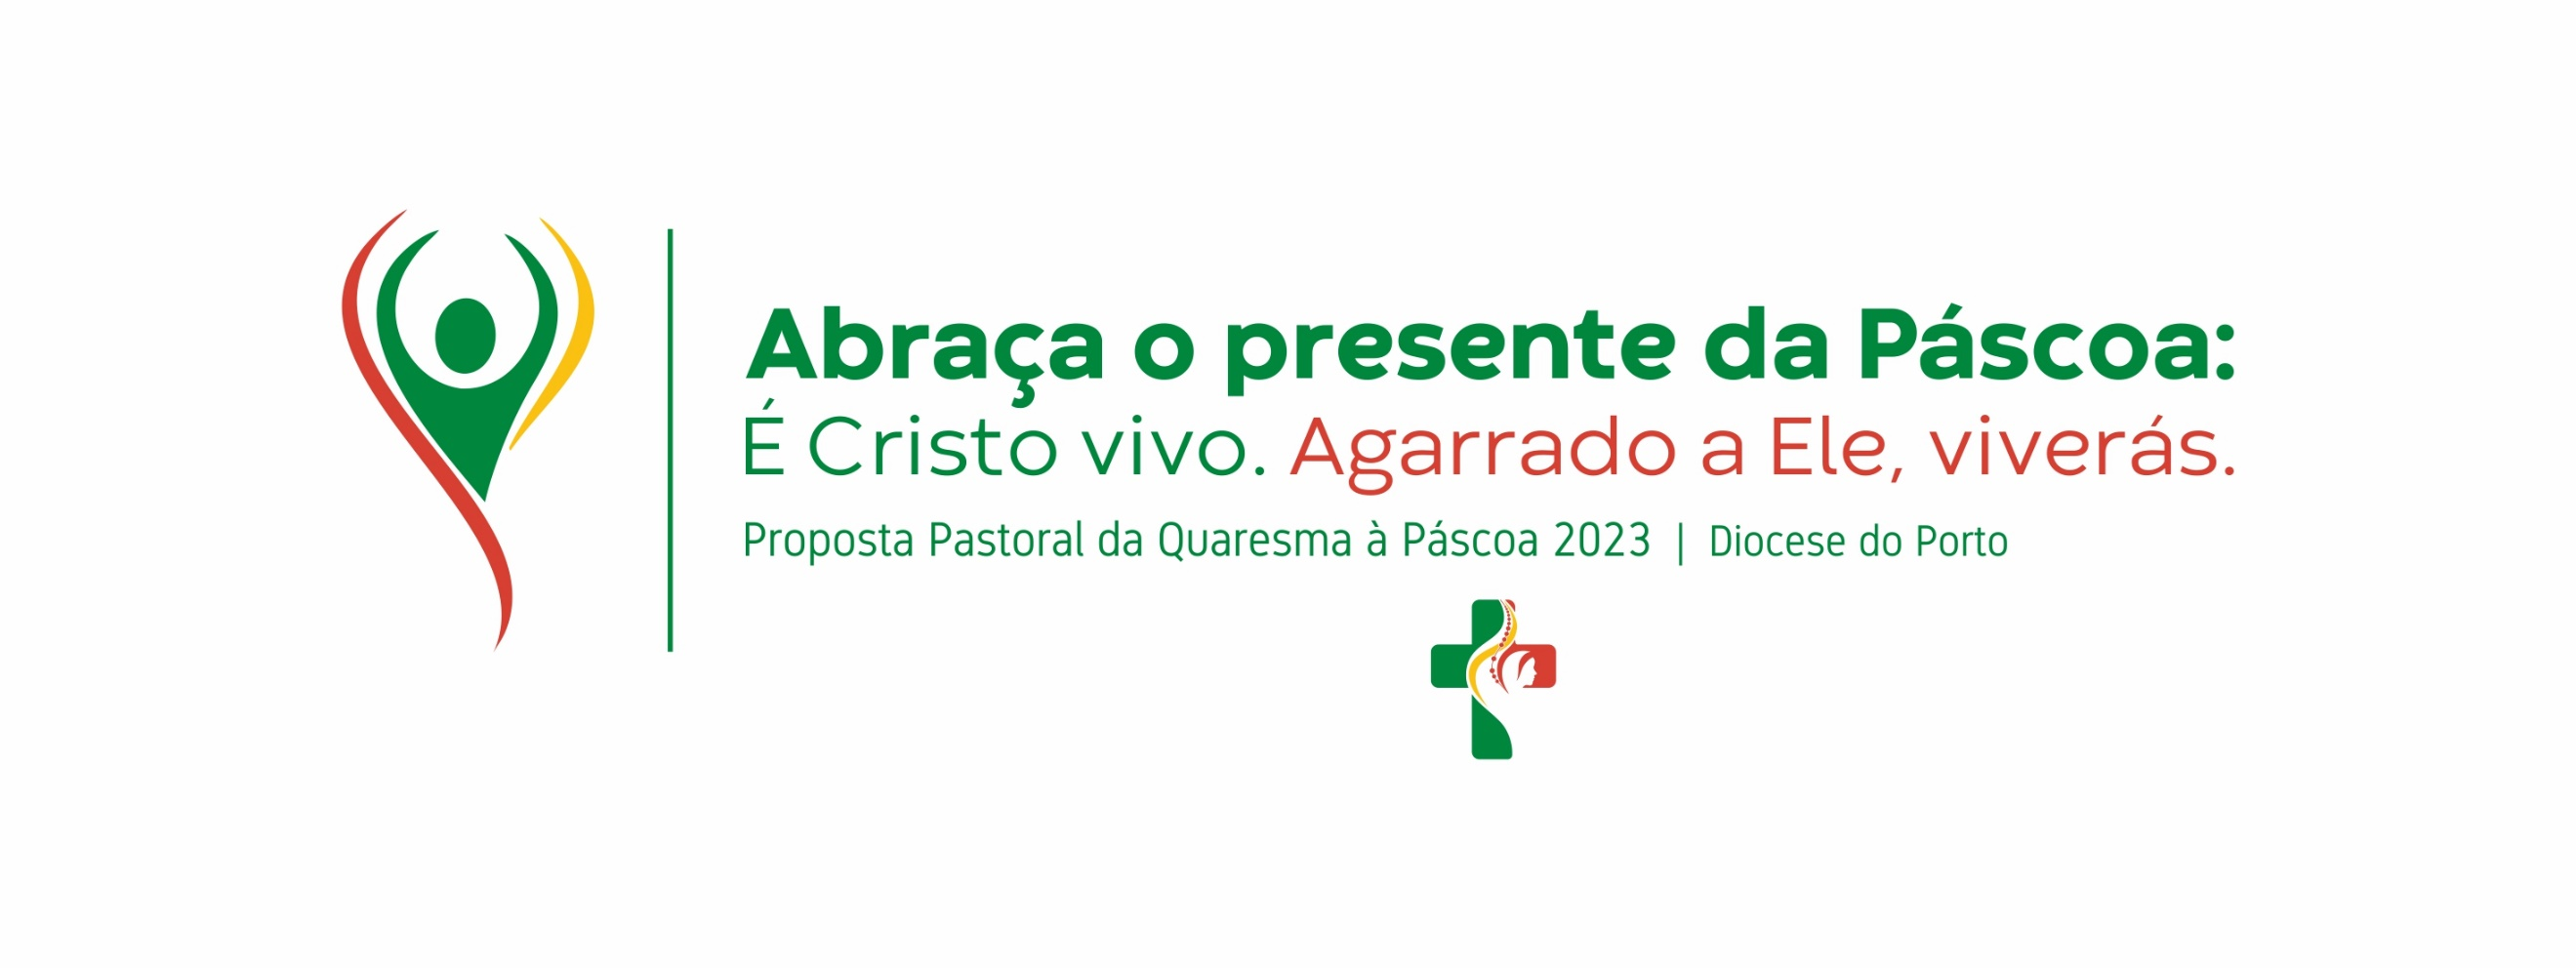 Abraça o presente da Páscoa:
É Cristo vivo. Agarrado a Ele, viverás.
Proposta Pastoral da Quaresma à Páscoa 2023 | Diocese do Porto